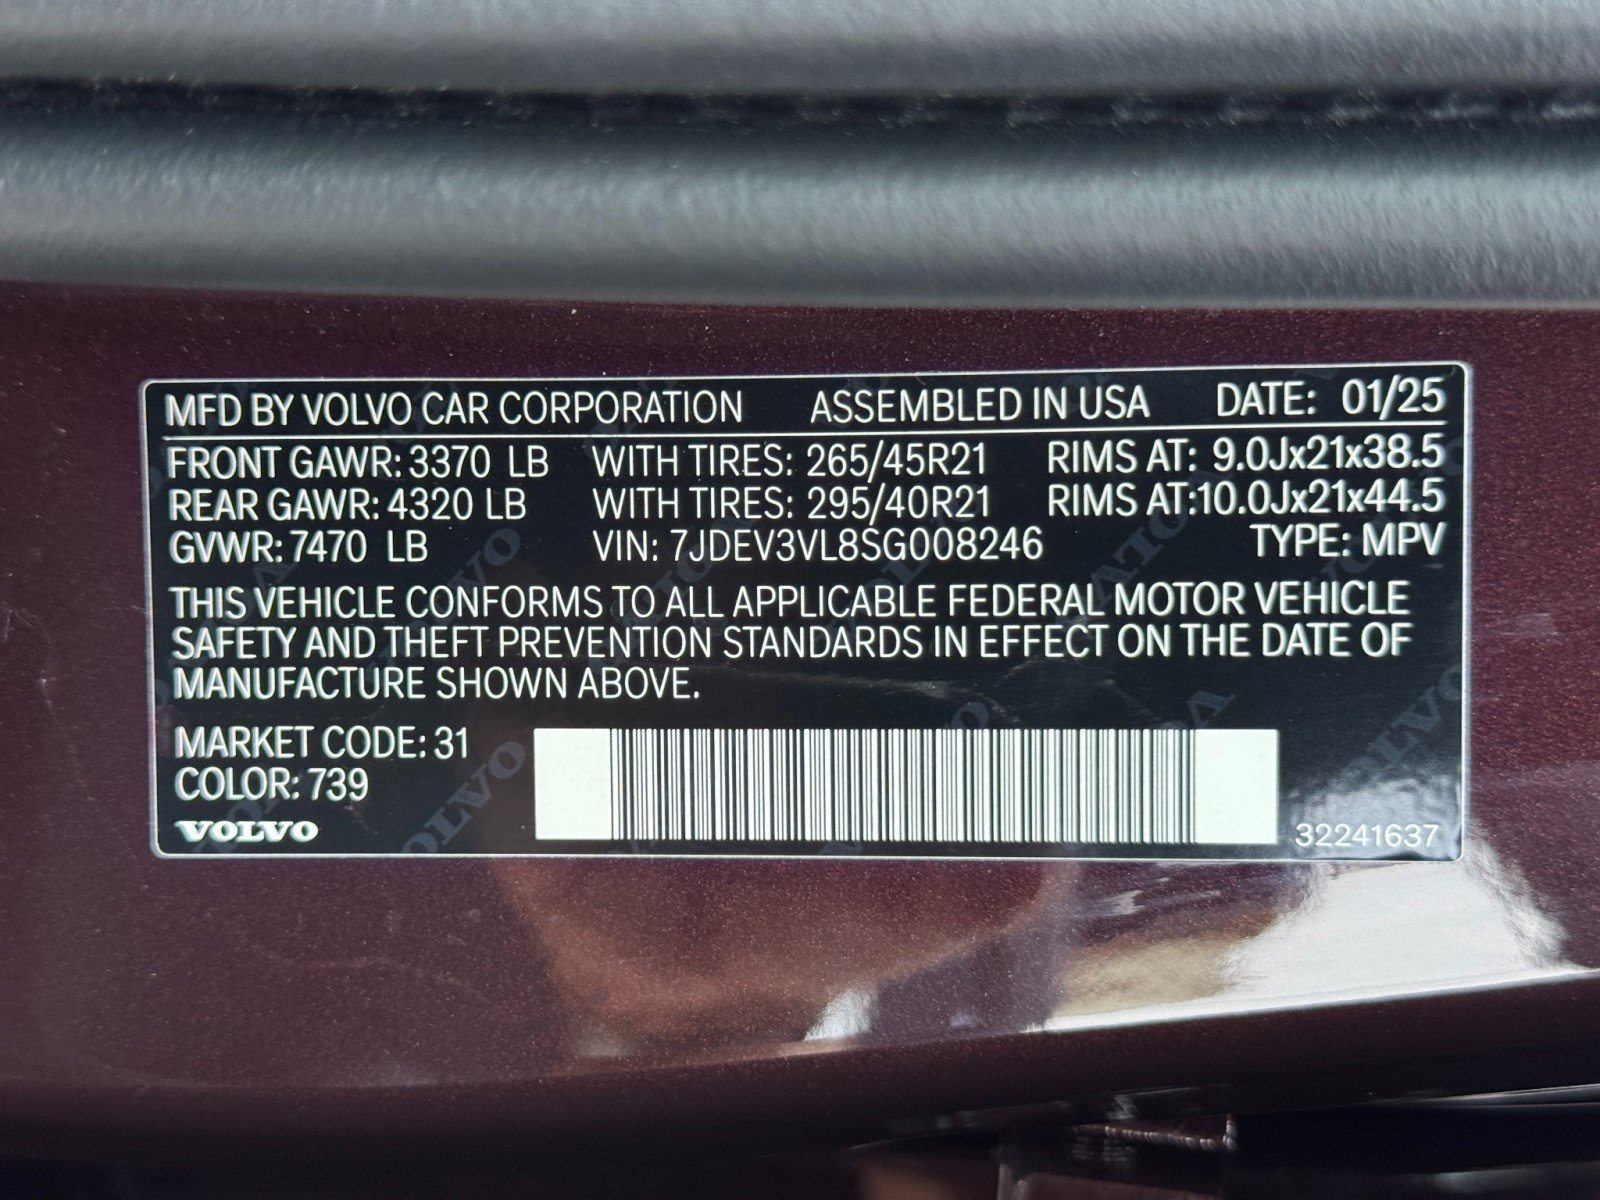 MFD BY VOLVO CAR CORPORATION ASSEMBLED IN USA DATE: 01/25
FRONT GAWR: 3370 LB WITH TIRES: 265/45R21 RIMS AT: 9.0Jx21x38.5
REAR GAWR: 4320 LB WITH TIRES: 295/40R21 RIMS AT:10.0Jx21x44.5
GVWR: 7470 LB VIN: 7JDEV3VL8SG008246 TYPE: MPV
THIS VEHICLE CONFORMS TO ALL APPLICABLE FEDERAL MOTOR VEHICLE
SAFETY AND THEFT PREVENTION STANDARDS IN EFFECT ON THE DATE OF
MANUFACTURE SHOWN ABOVE.
MARKET CODE: 31
COLOR: 739
VOLVO
32241637